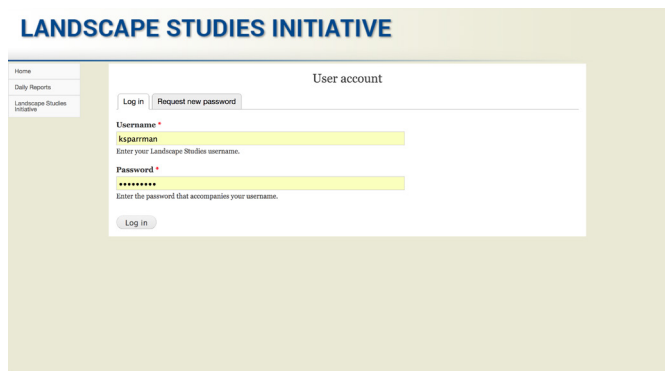 LANDSCAPE STUDIES INITIATIVE
Home
Daily Reports
Landscape Studies
Initiative
User account
Log in
Request new password
Username *
ksparrman
Enter your Landscape Studies username.
Password *
•••••••••
Enter the password that accompanies your username.
Log in